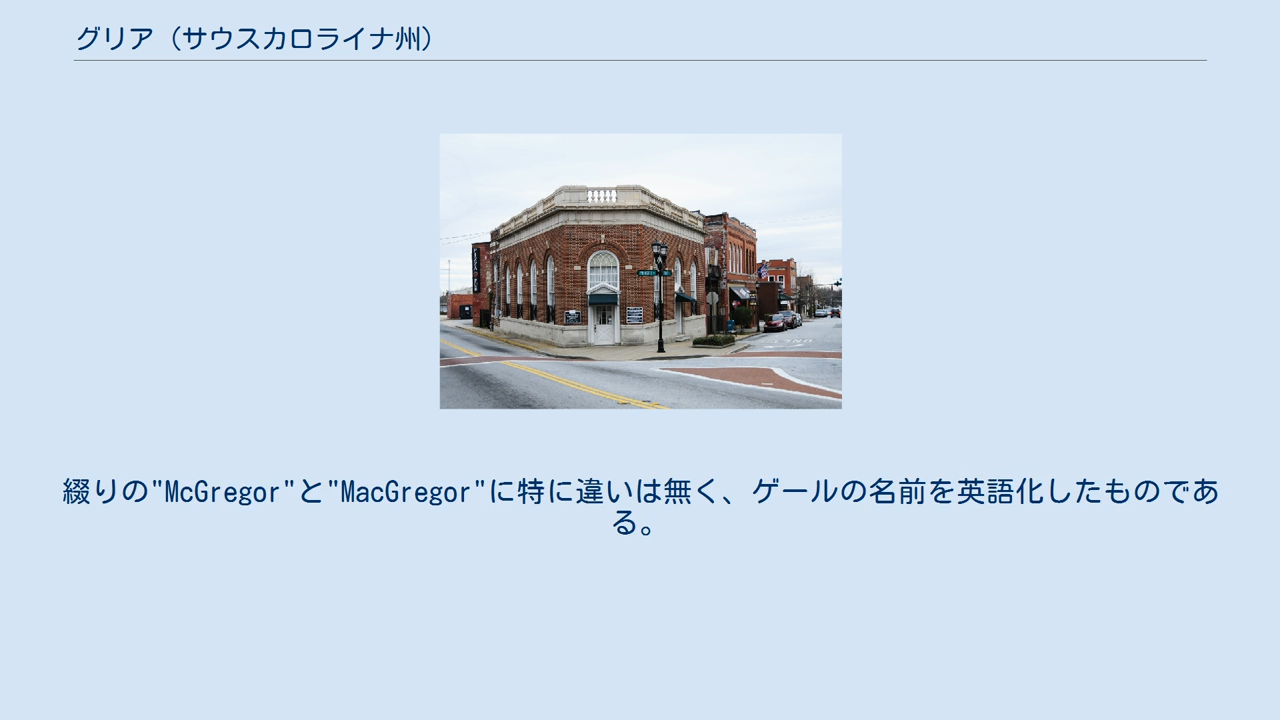 グリア（サウスカロライナ州）
綴りの"McGregor"と"MacGregor"に特に違いは無く、ゲールの名前を英語化したものであ
る。